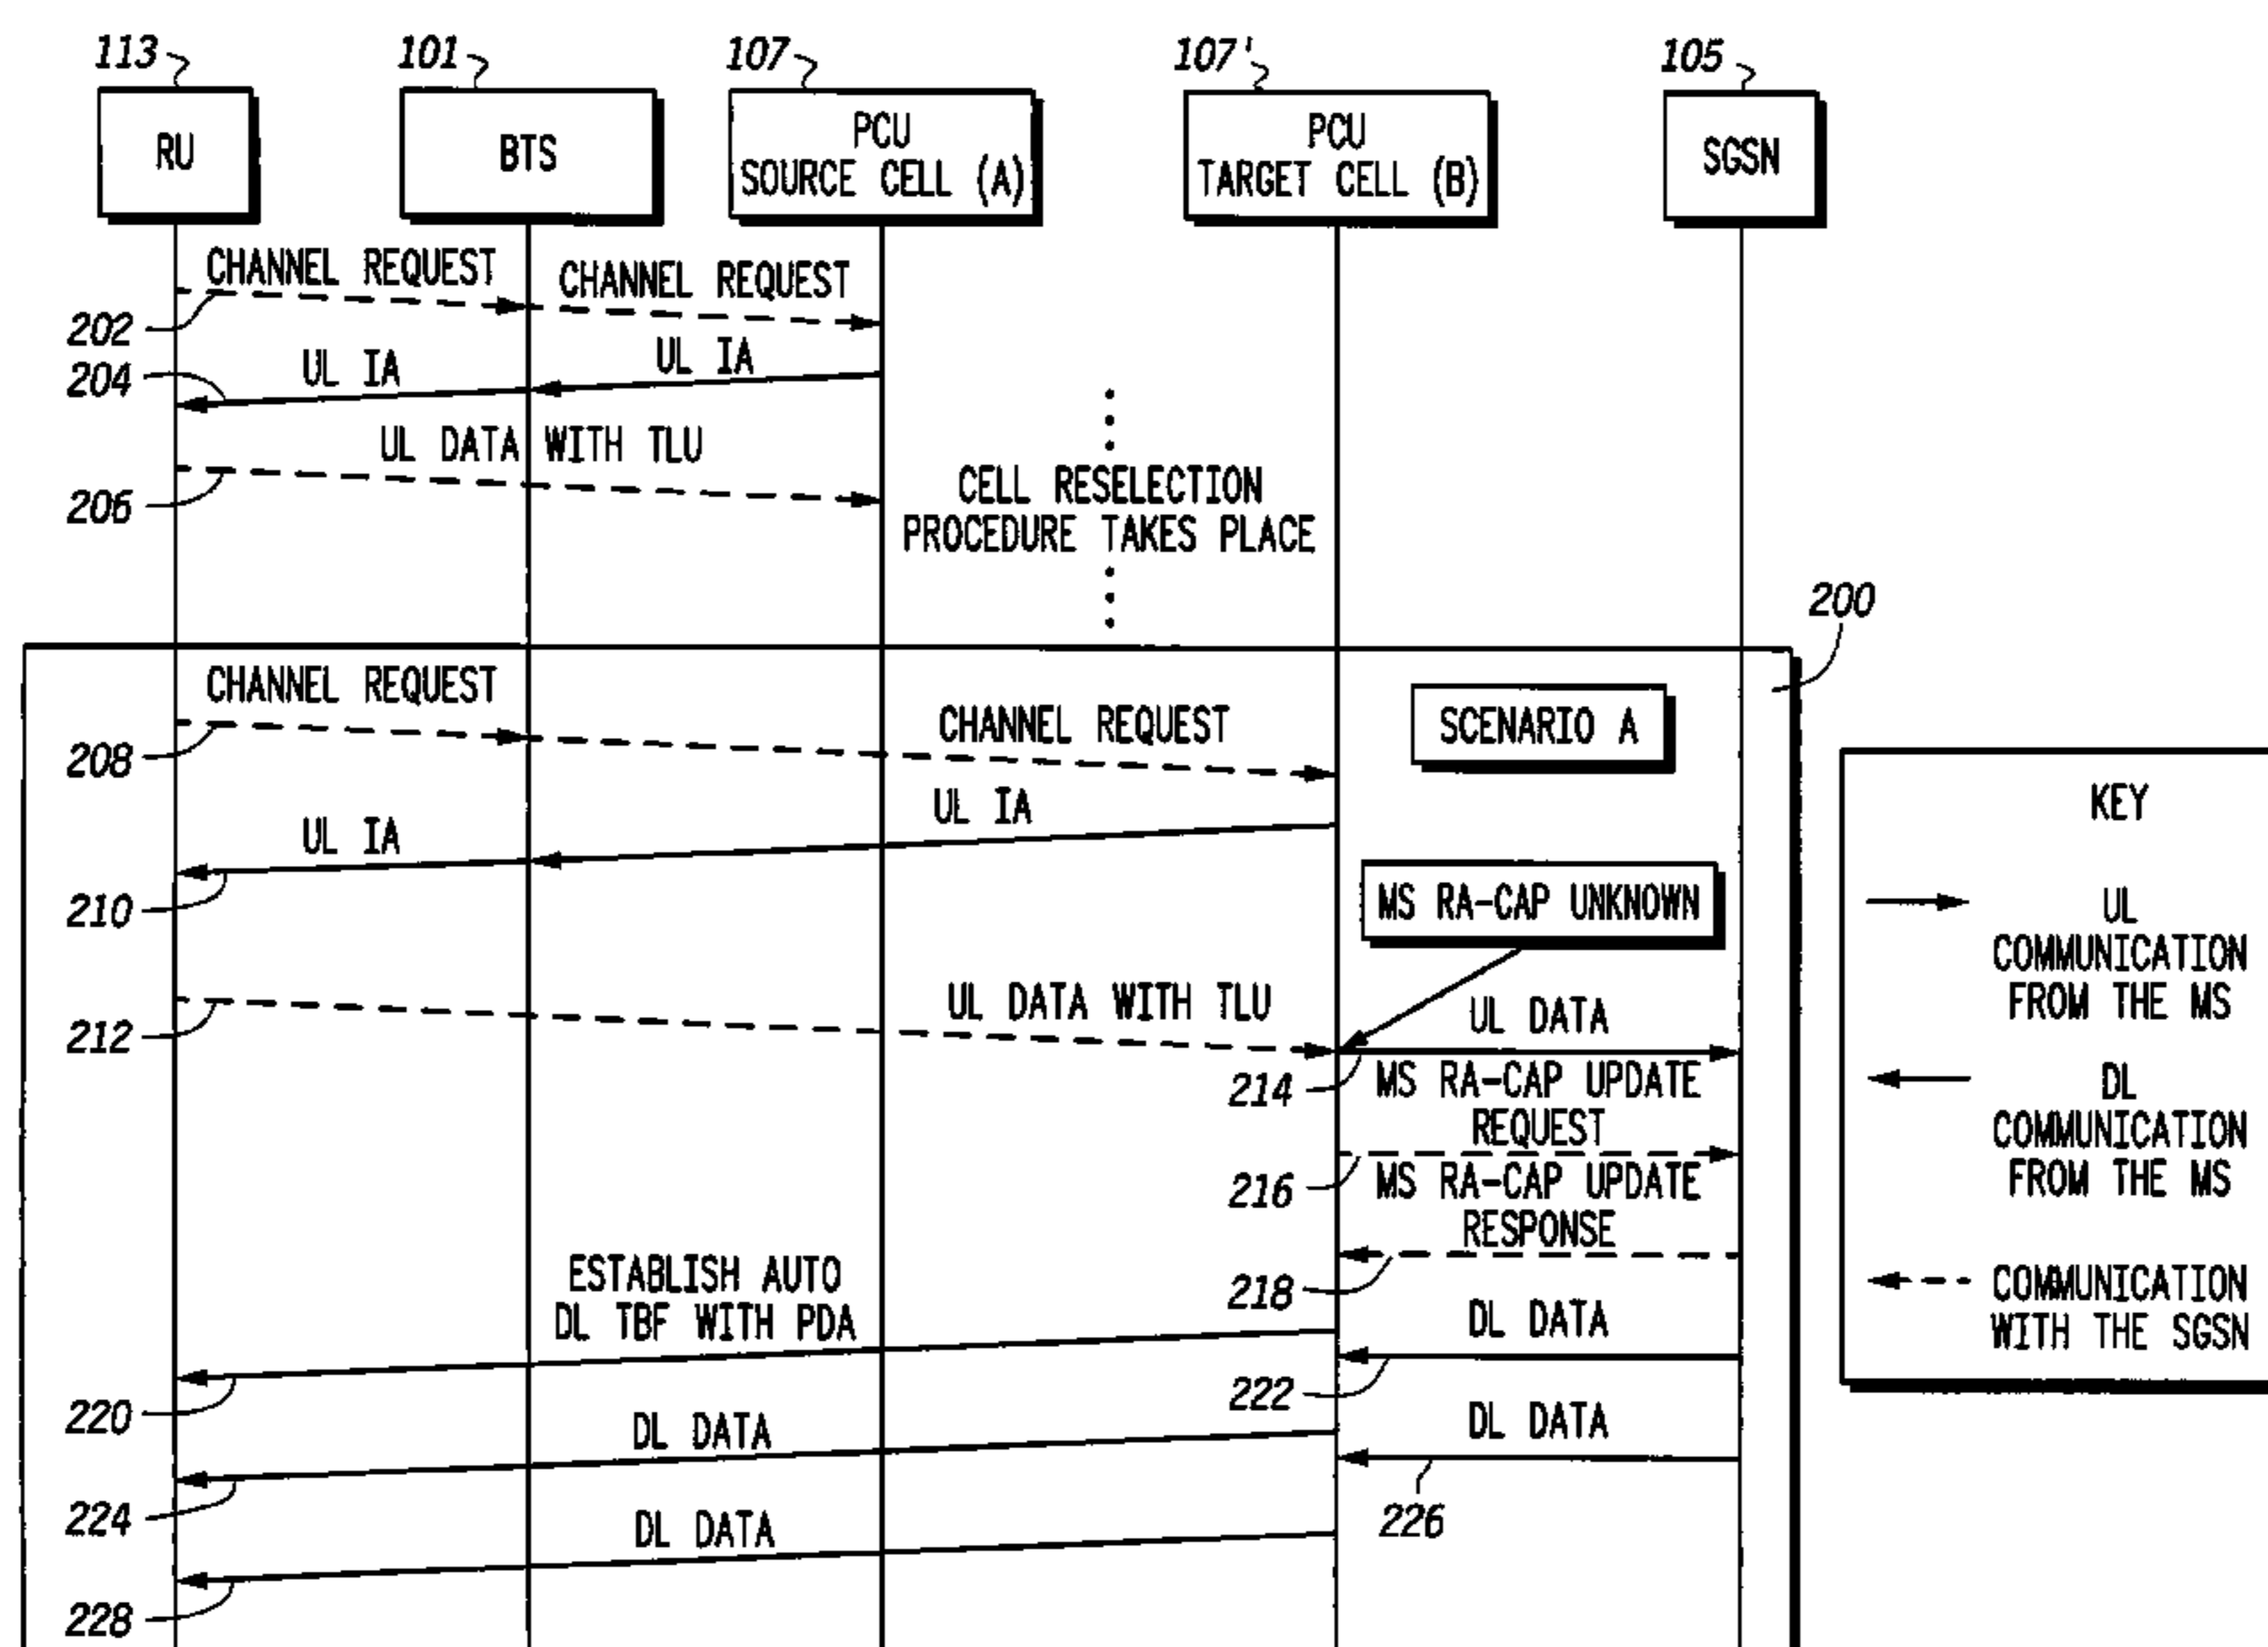 113
101
107
107'
105
RU
BTS
PCU
SOURCE CELL (A)
PCU
TARGET CELL (B)
SGSN
CHANNEL REQUEST
CHANNEL REQUEST
202
UL IA
UL IA
204
UL DATA WITH TLU
206
CELL RESELECTION
PROCEDURE TAKES PLACE
200
CHANNEL REQUEST
CHANNEL REQUEST
SCENARIO A
208
UL IA
UL IA
210
MS RA-CAP UNKNOWN
UL DATA WITH TLU
UL DATA
212
214
MS RA-CAP UPDATE
REQUEST
216
MS RA-CAP UPDATE
RESPONSE
218
ESTABLISH AUTO
DL TBF WITH PDA
DL DATA
220
222
DL DATA
DL DATA
224
226
DL DATA
228
KEY
UL
COMMUNICATION
FROM THE MS
DL
COMMUNICATION
FROM THE MS
COMMUNICATION
WITH THE SGSN